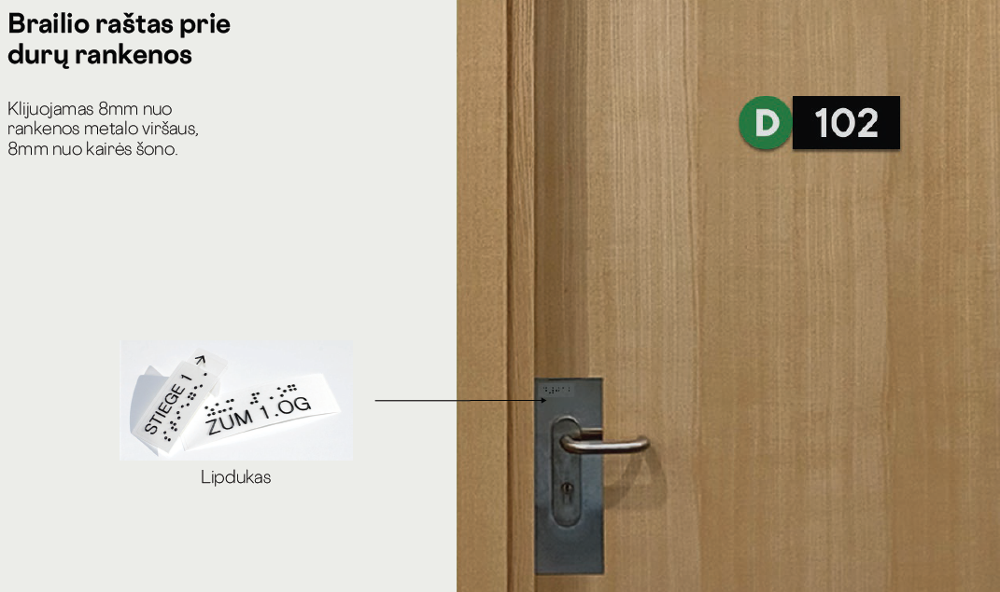 Brailio raštas prie
durų rankenos
Klijuojamas 8mm nuo
rankenos metalo viršaus,
8mm nuo kairės šono.
STIEGE 1
ZUM 1.OG
Lipdukas
D 102